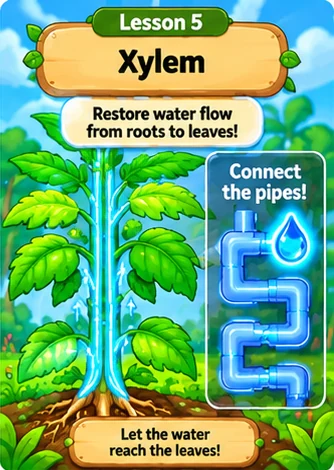 Lesson 5
Xylem
Restore water flow
from roots to leaves!
Connect
the pipes!
Let the water
reach the leaves!